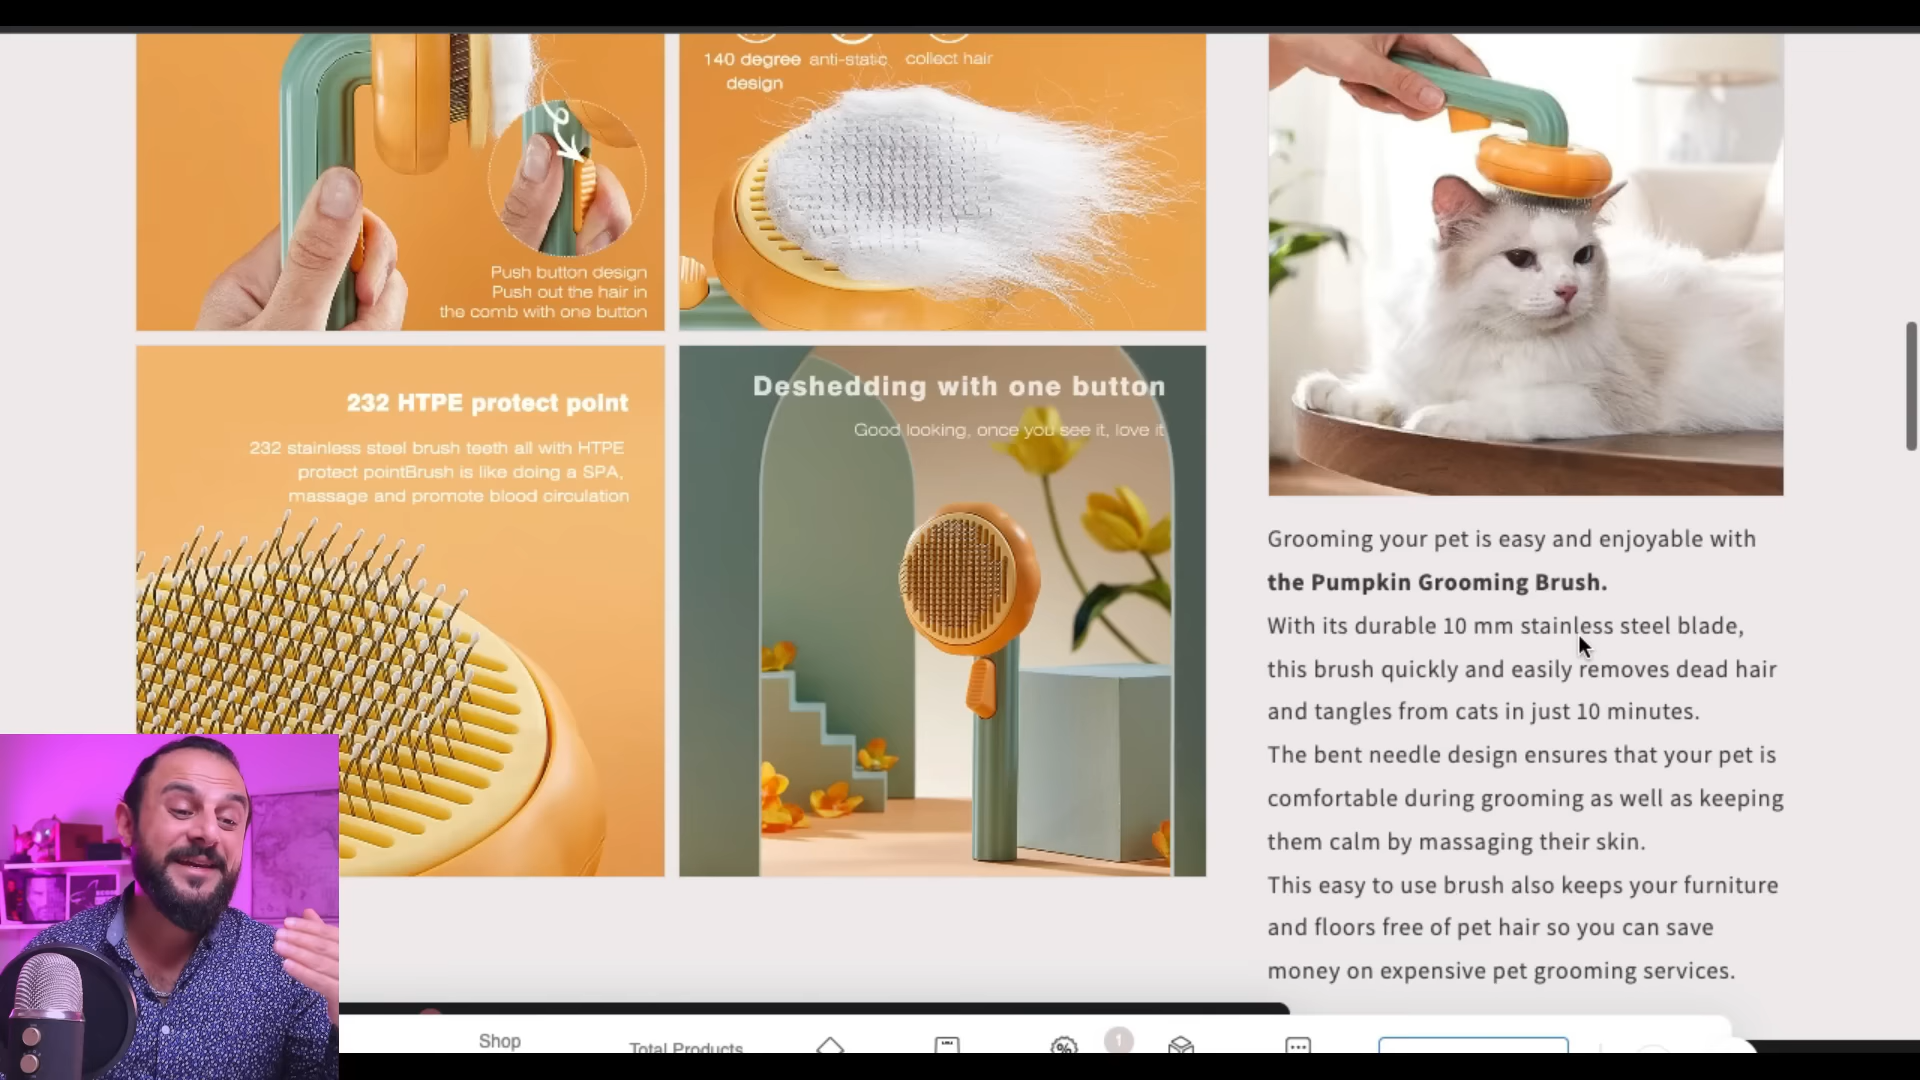 140 degree
design
anti-static
collect hair
Push button design
Push out the hair in
the comb with one button
232 HTPE protect point
232 stainless steel brush teeth all with HTPE
protect pointBrush is like doing a SPA,
massage and promote blood circulation
Deshedding with one button
Good looking, once you see it, love it
Grooming your pet is easy and enjoyable with
the Pumpkin Grooming Brush.
With its durable 10 mm stainless steel blade,
this brush quickly and easily removes dead hair
and tangles from cats in just 10 minutes.
The bent needle design ensures that your pet is
comfortable during grooming as well as keeping
them calm by massaging their skin.
This easy to use brush also keeps your furniture
and floors free of pet hair so you can save
money on expensive pet grooming services.
Shop
Total Products
1